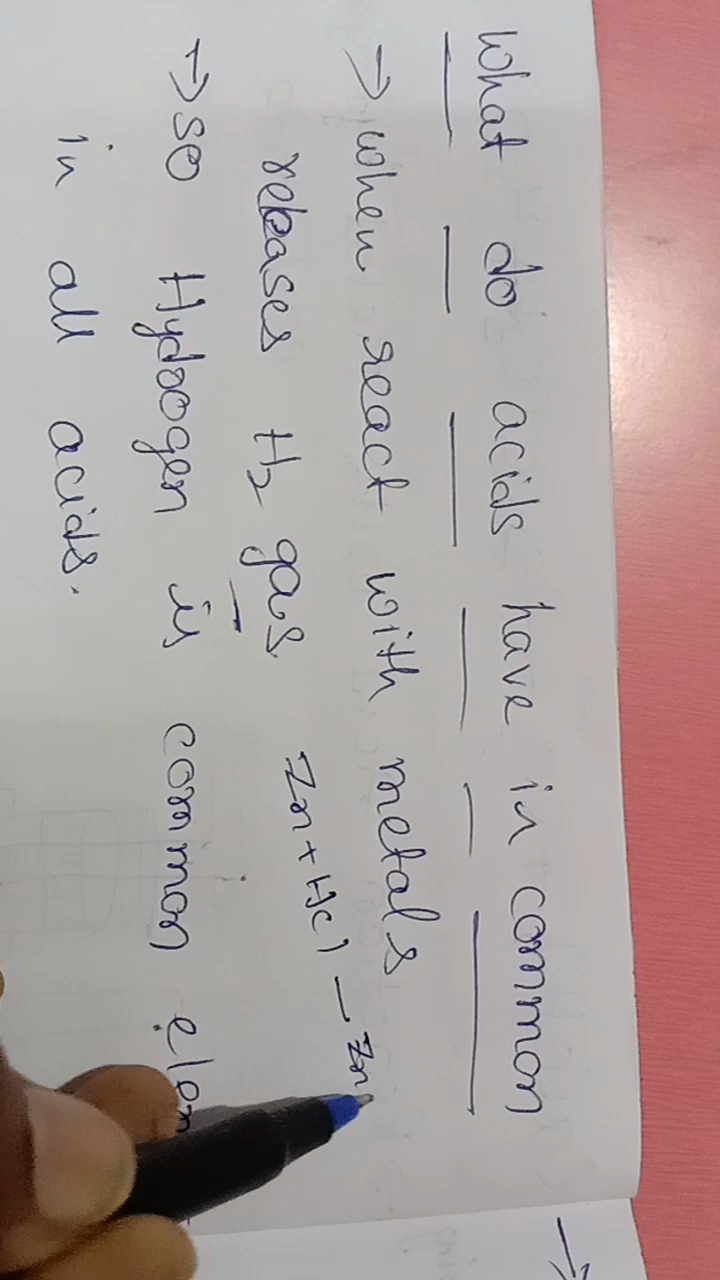 What do acids have in common
→ when react with metals
releases H₂ gas. Zn + HCl — Zn
→ so Hydrogen is common elem
in all acids.